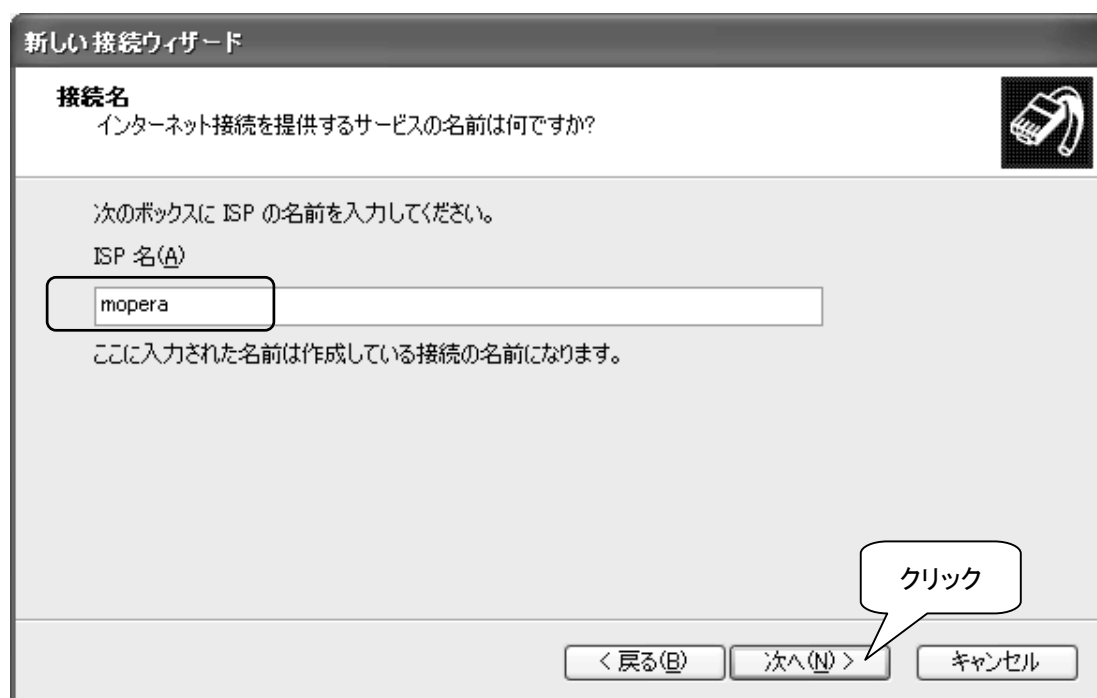 新しい接続ウィザード
接続名
インターネット接続を提供するサービスの名前は何ですか?
次のボックスに ISP の名前を入力してください。
ISP 名(A)
mopera
ここに入力された名前は作成している接続の名前になります。
クリック
< 戻る(B) 次へ(N) > キャンセル